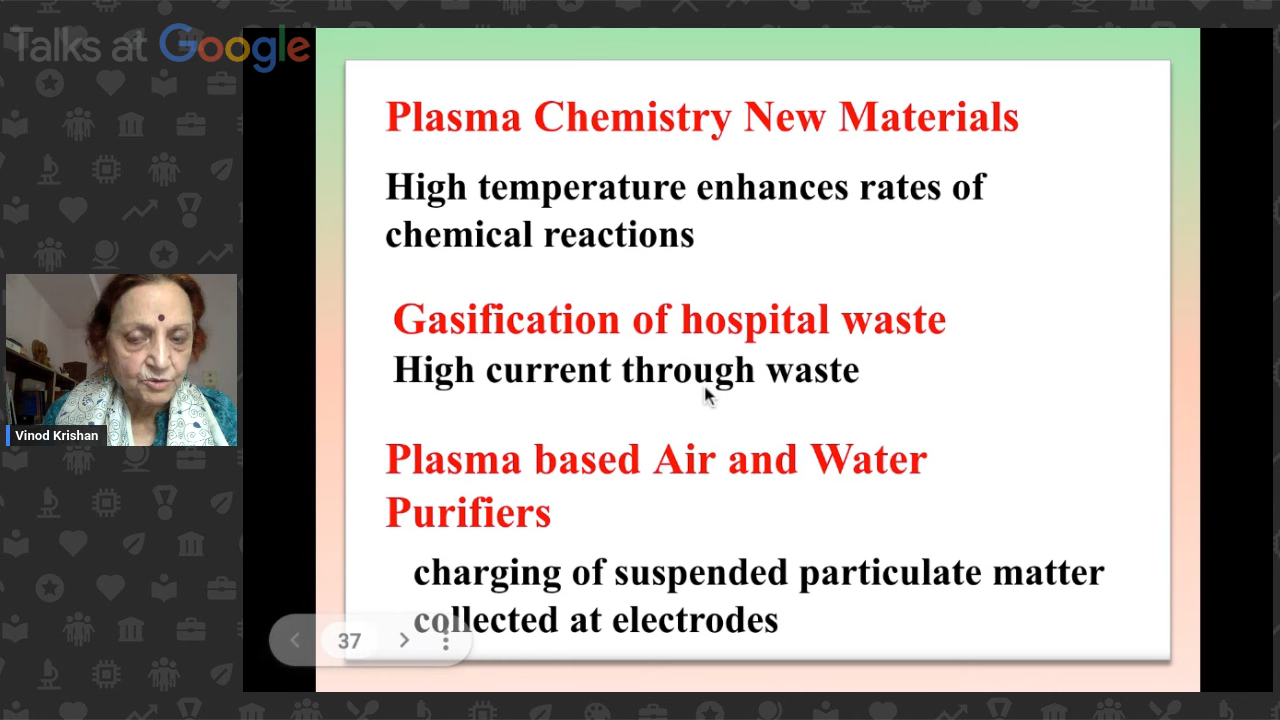 Talks at Google
Plasma Chemistry New Materials
High temperature enhances rates of
chemical reactions
Gasification of hospital waste
High current through waste
Vinod Krishan
Plasma based Air and Water
Purifiers
charging of suspended particulate matter
collected at electrodes
37